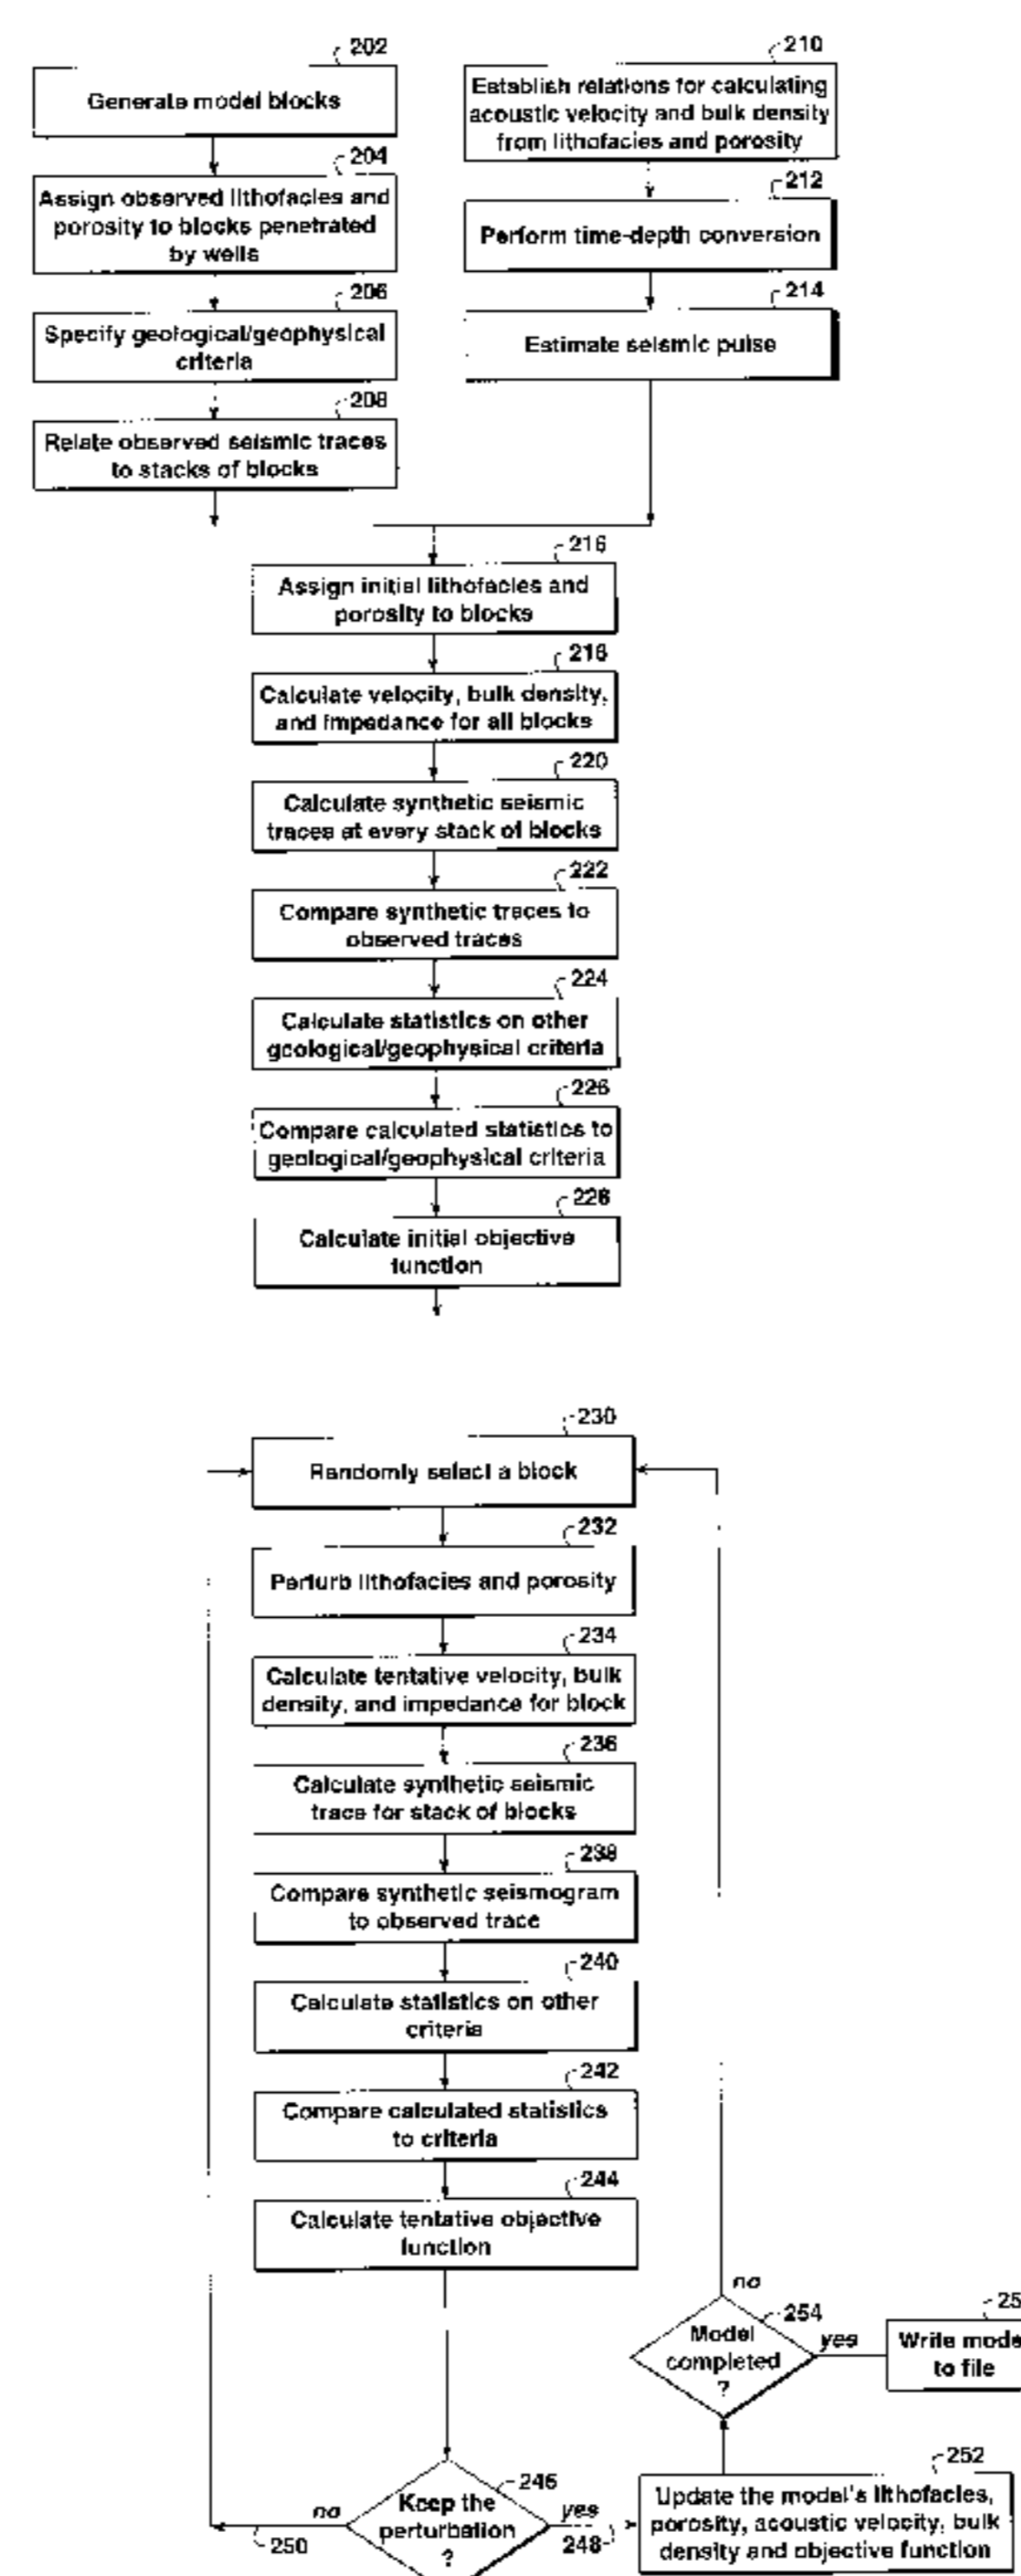 202
Generate model blocks
204
Assign observed lithofacies and
porosity to blocks penetrated
by wells
206
Specify geological/geophysical
criteria
208
Relate observed seismic traces
to stacks of blocks
210
Establish relations for calculating
acoustic velocity and bulk density
from lithofacies and porosity
212
Perform time-depth conversion
214
Estimate seismic pulse
216
Assign initial lithofacies and
porosity to blocks
218
Calculate velocity, bulk density,
and impedance for all blocks
220
Calculate synthetic seismic
traces at every stack of blocks
222
Compare synthetic traces to
observed traces
224
Calculate statistics on other
geological/geophysical criteria
226
Compare calculated statistics to
geological/geophysical criteria
228
Calculate initial objective
function
230
Randomly select a block
232
Perturb lithofacies and porosity
234
Calculate tentative velocity, bulk
density, and impedance for block
236
Calculate synthetic seismic
trace for stack of blocks
238
Compare synthetic seismogram
to observed trace
240
Calculate statistics on other
criteria
242
Compare calculated statistics
to criteria
244
Calculate tentative objective
function
246
Keep the
perturbation
?
no
250
yes
248
252
Update the model's lithofacies,
porosity, acoustic velocity, bulk
density and objective function
254
Model
completed
?
no
yes
Write
to file